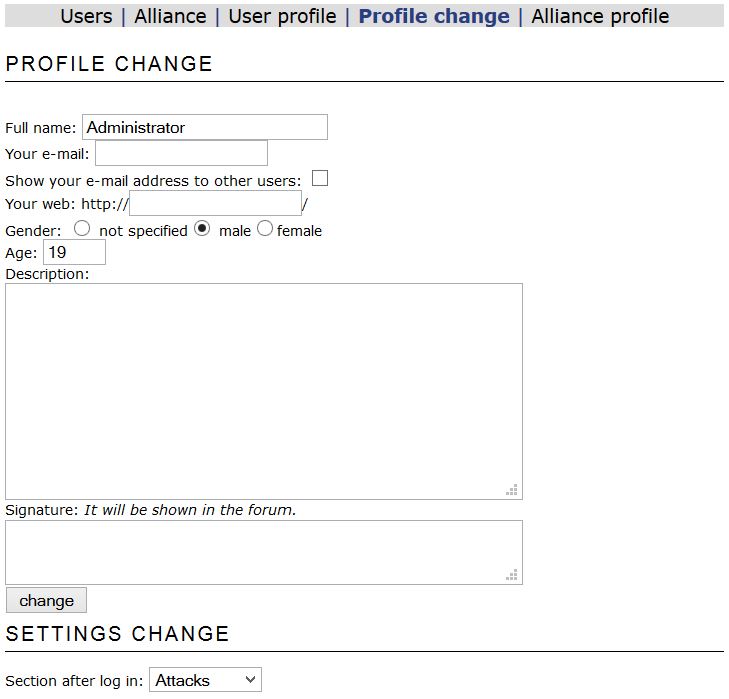 Users | Alliance | User profile | Profile change | Alliance profile
PROFILE CHANGE
Full name: Administrator
Your e-mail:
Show your e-mail address to other users:
Your web: http:// /
Gender: not specified male female
Age: 19
Description:
Signature: It will be shown in the forum.
change
SETTINGS CHANGE
Section after log in: Attacks